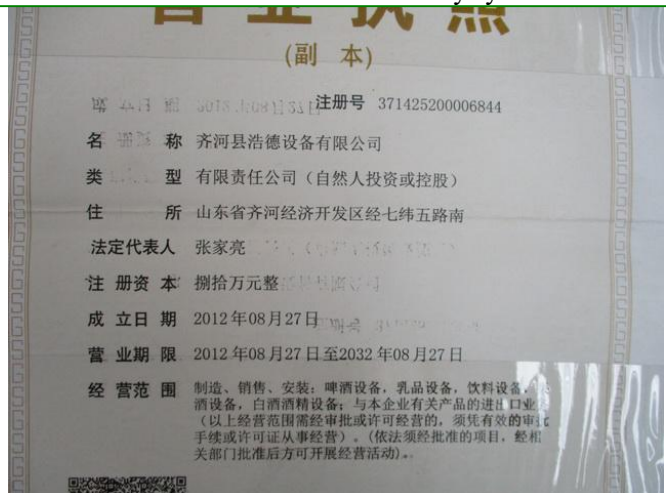 营业执照
(副 本)
注册号 371425200006844
名 称 齐河县浩德设备有限公司
类 型 有限责任公司（自然人投资或控股）
住 所 山东省齐河经济开发区经七纬五路南
法定代表人 张家亮
注 册 资 本 捌拾万元整
成 立 日 期 2012年08月27日
营 业 期 限 2012年08月27日至2032年08月27日
经 营 范 围 制造、销售、安装：啤酒设备，乳品设备，饮料设备，
酒设备，白酒酒精设备；与本企业有关产品的进出口业务
（以上经营范围需经审批或许可经营的，须凭有效的审批
手续或许可证从事经营）。(依法须经批准的项目，经相
关部门批准后方可开展经营活动)。